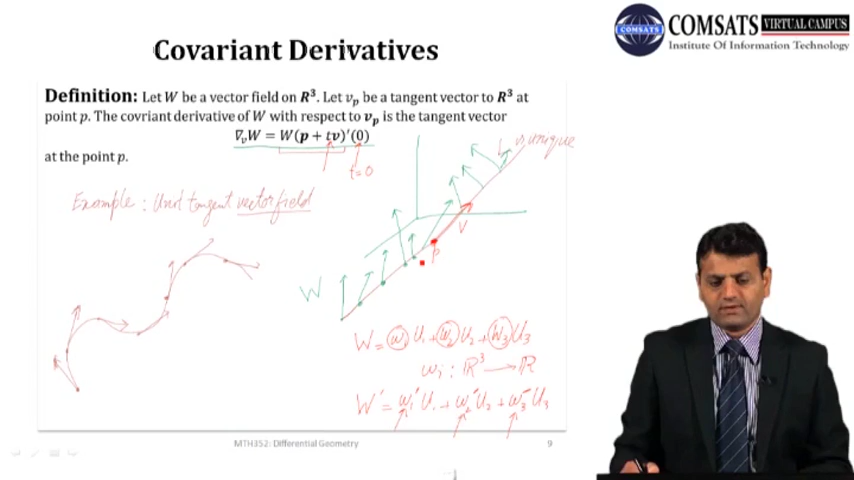 Covariant Derivatives
COMSATS VIRTUAL CAMPUS
Institute Of Information Technology
COMSATS
Definition: Let W be a vector field on R³. Let vₚ be a tangent vector to R³ at
point p. The covriant derivative of W with respect to vₚ is the tangent vector
∇ᵥW = W(p + tv)′(0)
at the point p.
t=0
unique
Example : Unit tangent vector field
V
P
W
W = w₁U₁ + w₂U₂ + w₃U₃
wᵢ : ℝ³ → ℝ
W′ = w₁′U₁ + w₂′U₂ + w₃′U₃
MTH352: Differential Geometry
9